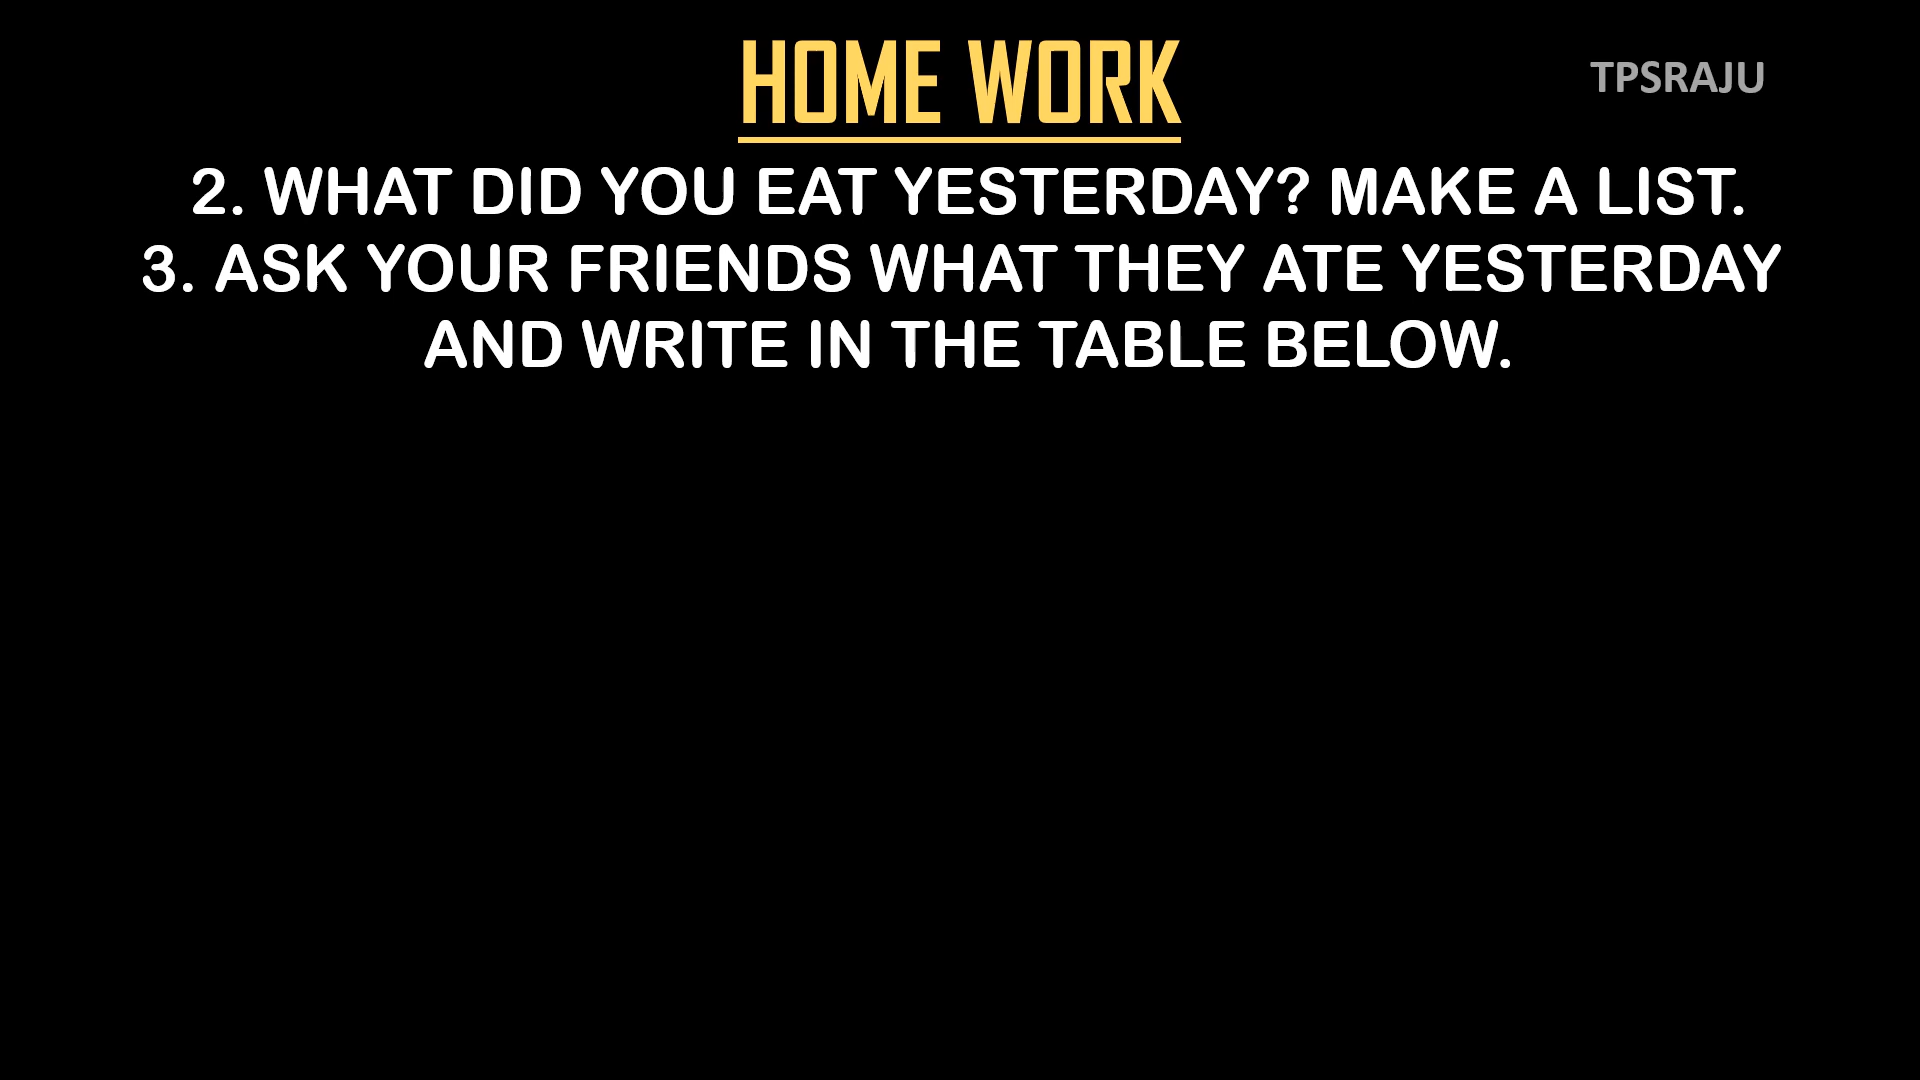 HOME WORK
TPSRAJU
2. WHAT DID YOU EAT YESTERDAY? MAKE A LIST.
3. ASK YOUR FRIENDS WHAT THEY ATE YESTERDAY
AND WRITE IN THE TABLE BELOW.